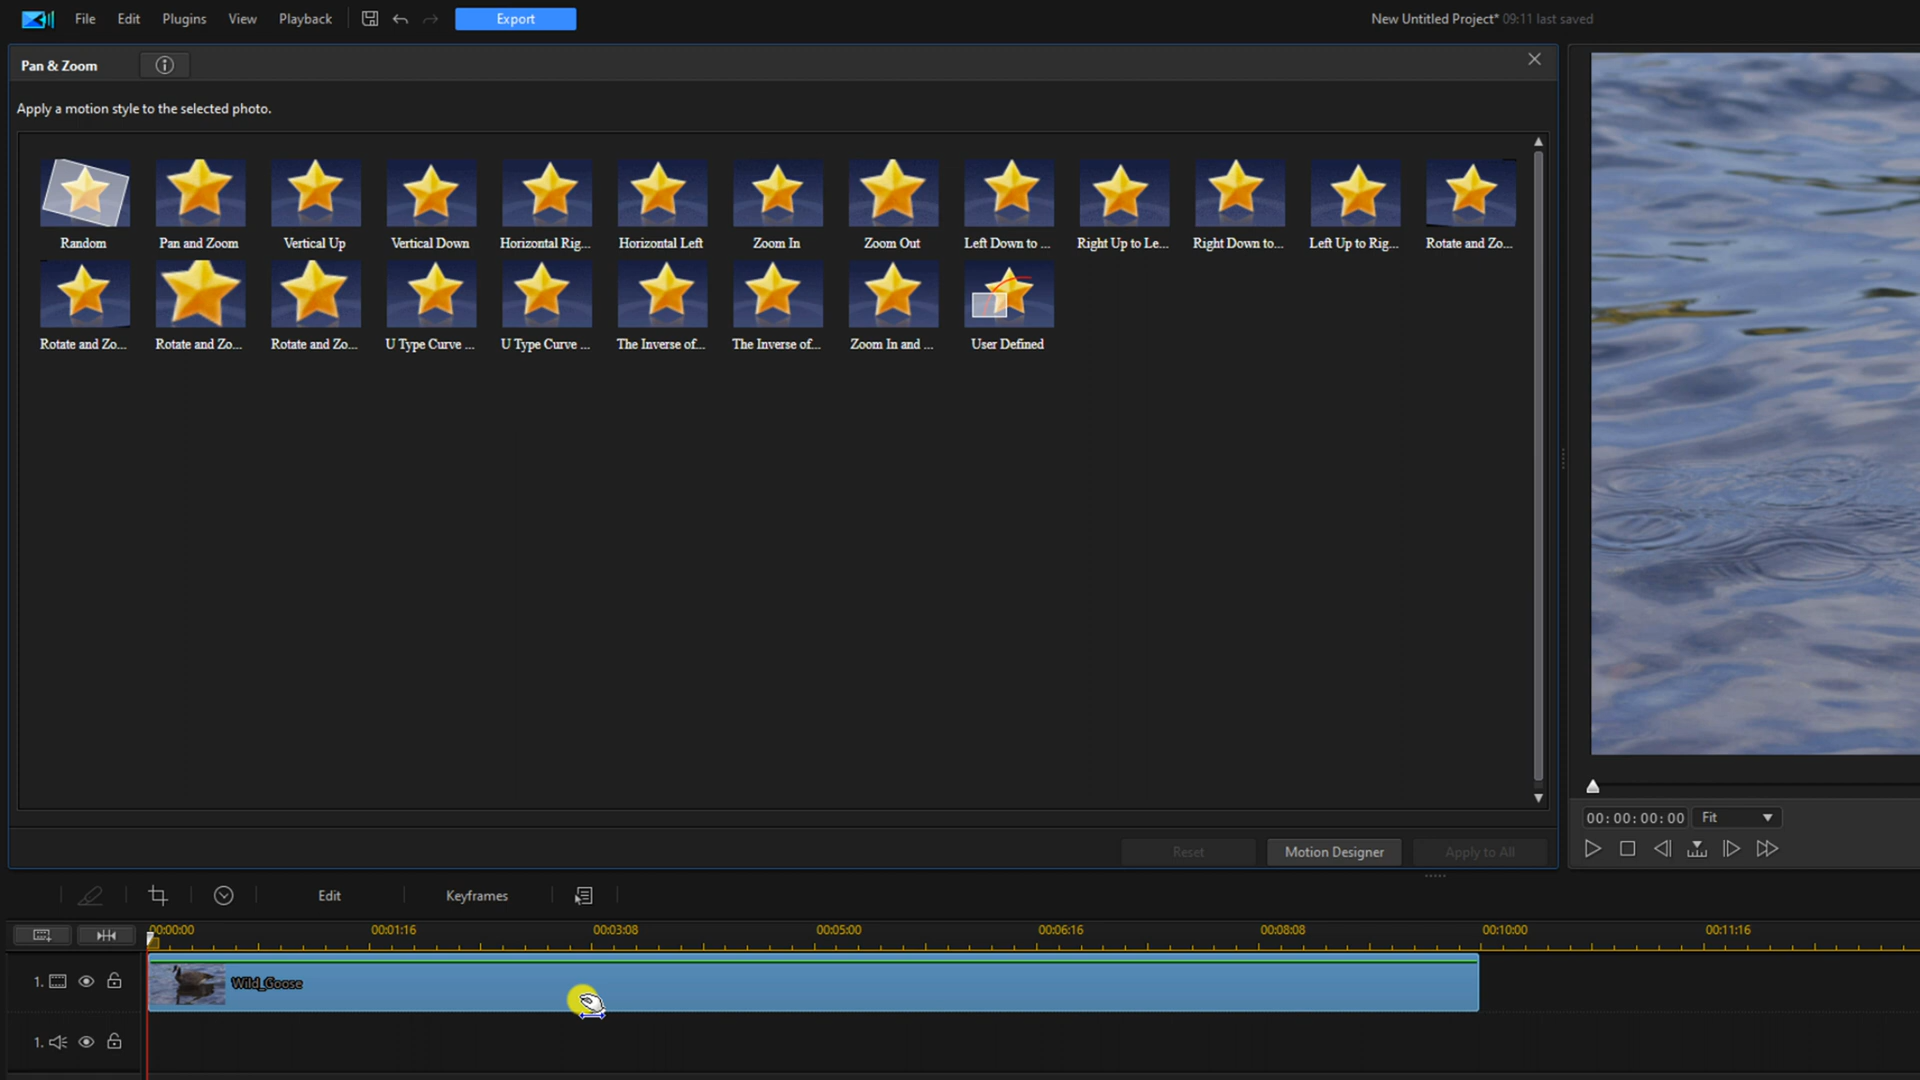 File Edit Plugins View Playback Export New Untitled Project* 09:11 last saved
Pan & Zoom
Apply a motion style to the selected photo.
Random Pan and Zoom Vertical Up Vertical Down Horizontal Rig... Horizontal Left Zoom In Zoom Out Left Down to ... Right Up to Le... Right Down to... Left Up to Rig... Rotate and Zo...
Rotate and Zo... Rotate and Zo... Rotate and Zo... U Type Curve ... U Type Curve ... The Inverse of... The Inverse of... Zoom In and ... User Defined
00:00:00:00 Fit
Reset Motion Designer Apply to All
Edit Keyframes
00:00:00 00:01:16 00:03:08 00:05:00 00:06:16 00:08:08 00:10:00 00:11:16
1. Wild_Goose
1.